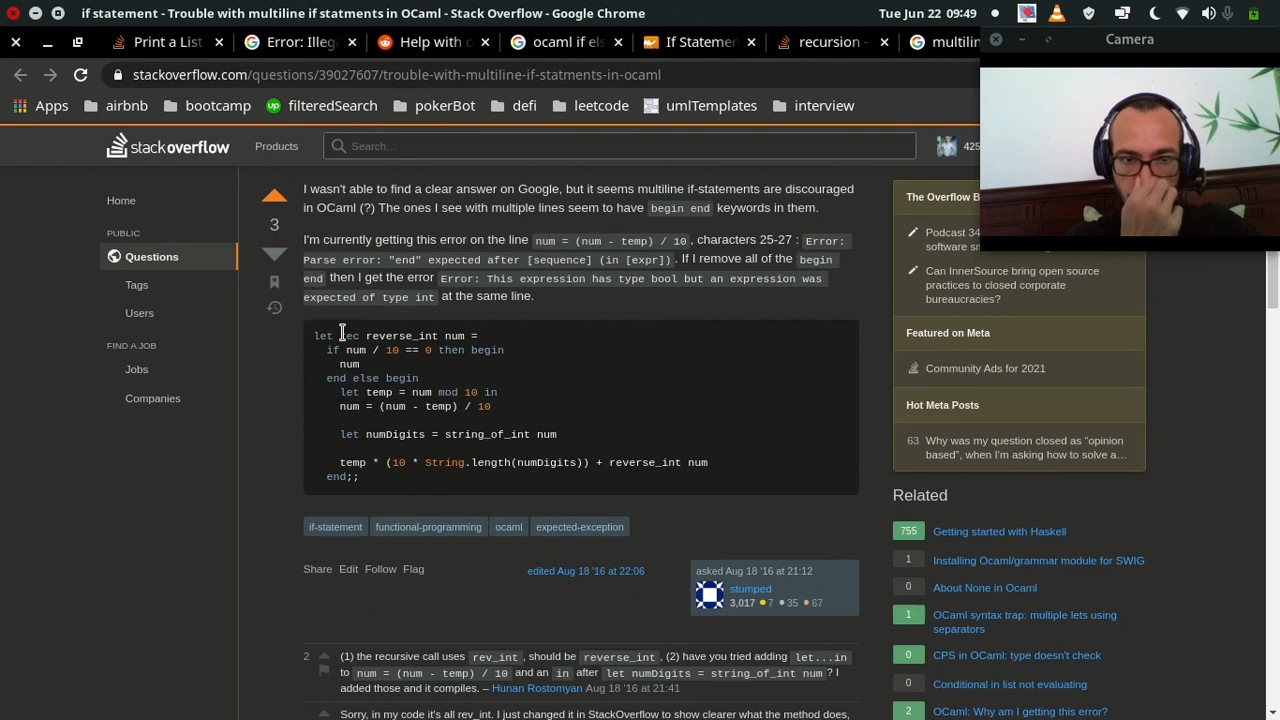 if statement - Trouble with multiline if statments in OCaml - Stack Overflow - Google Chrome
Tue Jun 22 09:49
Print a List
Error: Illega
Help with o
ocaml if els
If Statemen
recursion -
multilin
Camera
stackoverflow.com/questions/39027607/trouble-with-multiline-if-statments-in-ocaml
Apps airbnb bootcamp filteredSearch pokerBot defi leetcode umlTemplates interview
stackoverflow Products Search... 425
Home
PUBLIC
Questions
Tags
Users
FIND A JOB
Jobs
Companies
3
I wasn't able to find a clear answer on Google, but it seems multiline if-statements are discouraged
in OCaml (?) The ones I see with multiple lines seem to have begin end keywords in them.
I'm currently getting this error on the line num = (num - temp) / 10, characters 25-27 : Error:
Parse error: "end" expected after [sequence] (in [expr]). If I remove all of the begin
end then I get the error Error: This expression has type bool but an expression was
expected of type int at the same line.
let rec reverse_int num =
if num / 10 == 0 then begin
num
end else begin
let temp = num mod 10 in
num = (num - temp) / 10
let numDigits = string_of_int num
temp * (10 * String.length(numDigits)) + reverse_int num
end;;
if-statement functional-programming ocaml expected-exception
Share Edit Follow Flag
edited Aug 18 '16 at 22:06
asked Aug 18 '16 at 21:12
stumped
3,017 7 35 67
2 (1) the recursive call uses rev_int, should be reverse_int, (2) have you tried adding let...in
to num = (num - temp) / 10 and an in after let numDigits = string_of_int num? I
added those and it compiles. – Hunan Rostomyan Aug 18 '16 at 21:41
Sorry, in my code it's all rev_int. I just changed it in StackOverflow to show clearer what the method does,
The Overflow B
Podcast 34
software s
Can InnerSource bring open source
practices to closed corporate
bureaucracies?
Featured on Meta
Community Ads for 2021
Hot Meta Posts
63 Why was my question closed as “opinion
based”, when I'm asking how to solve a…
Related
755 Getting started with Haskell
1 Installing Ocaml/grammar module for SWIG
0 About None in Ocaml
1 OCaml syntax trap: multiple lets using
separators
0 CPS in OCaml: type doesn't check
0 Conditional in list not evaluating
2 OCaml: Why am I getting this error?